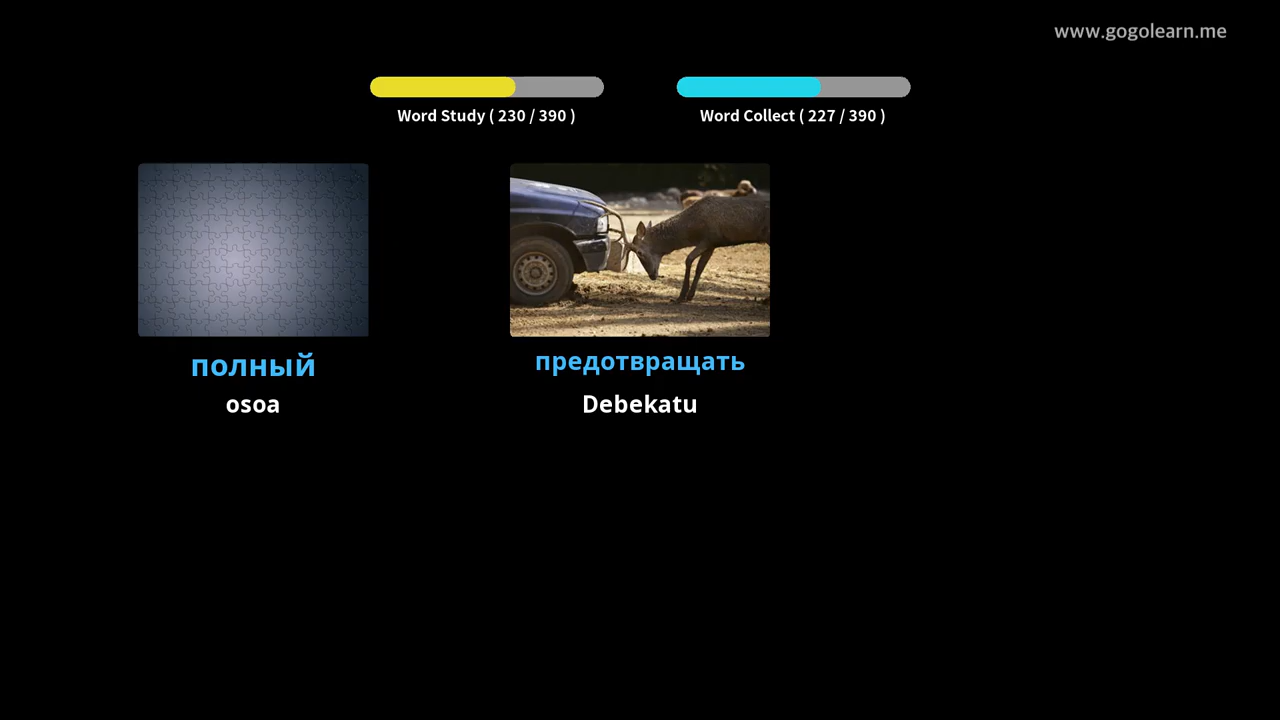 www.gogolearn.me
Word Study ( 230 / 390 )
Word Collect ( 227 / 390 )
полный
предотвращать
osoa
Debekatu